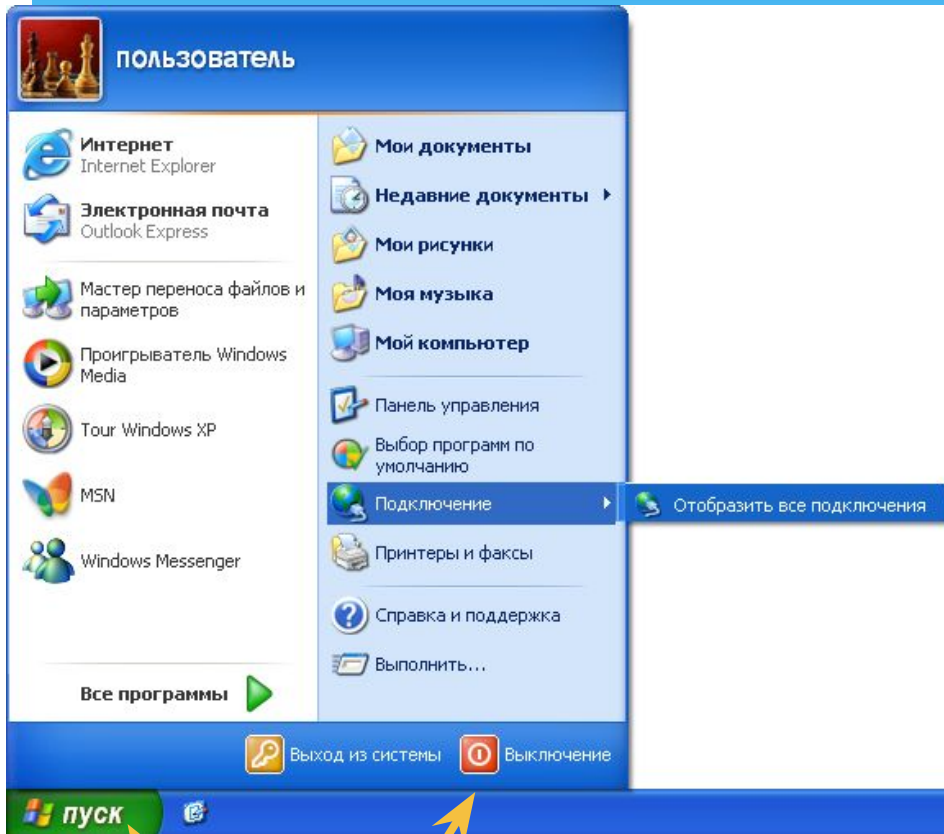 пользователь
Интернет
Internet Explorer
Электронная почта
Outlook Express
Мастер переноса файлов и
параметров
Проигрыватель Windows
Media
Tour Windows XP
MSN
Windows Messenger
Все программы
Мои документы
Недавние документы
Мои рисунки
Моя музыка
Мой компьютер
Панель управления
Выбор программ по
умолчанию
Подключение
Отобразить все подключения
Принтеры и факсы
Справка и поддержка
Выполнить...
Выход из системы
Выключение
пуск